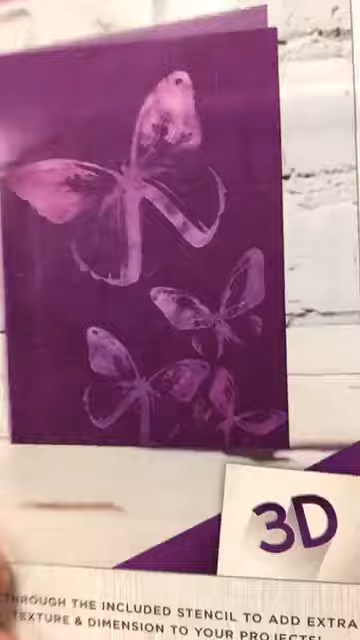 3D
THROUGH THE INCLUDED STENCIL TO ADD EXTRA
TEXTURE & DIMENSION TO YOUR PROJECTS!